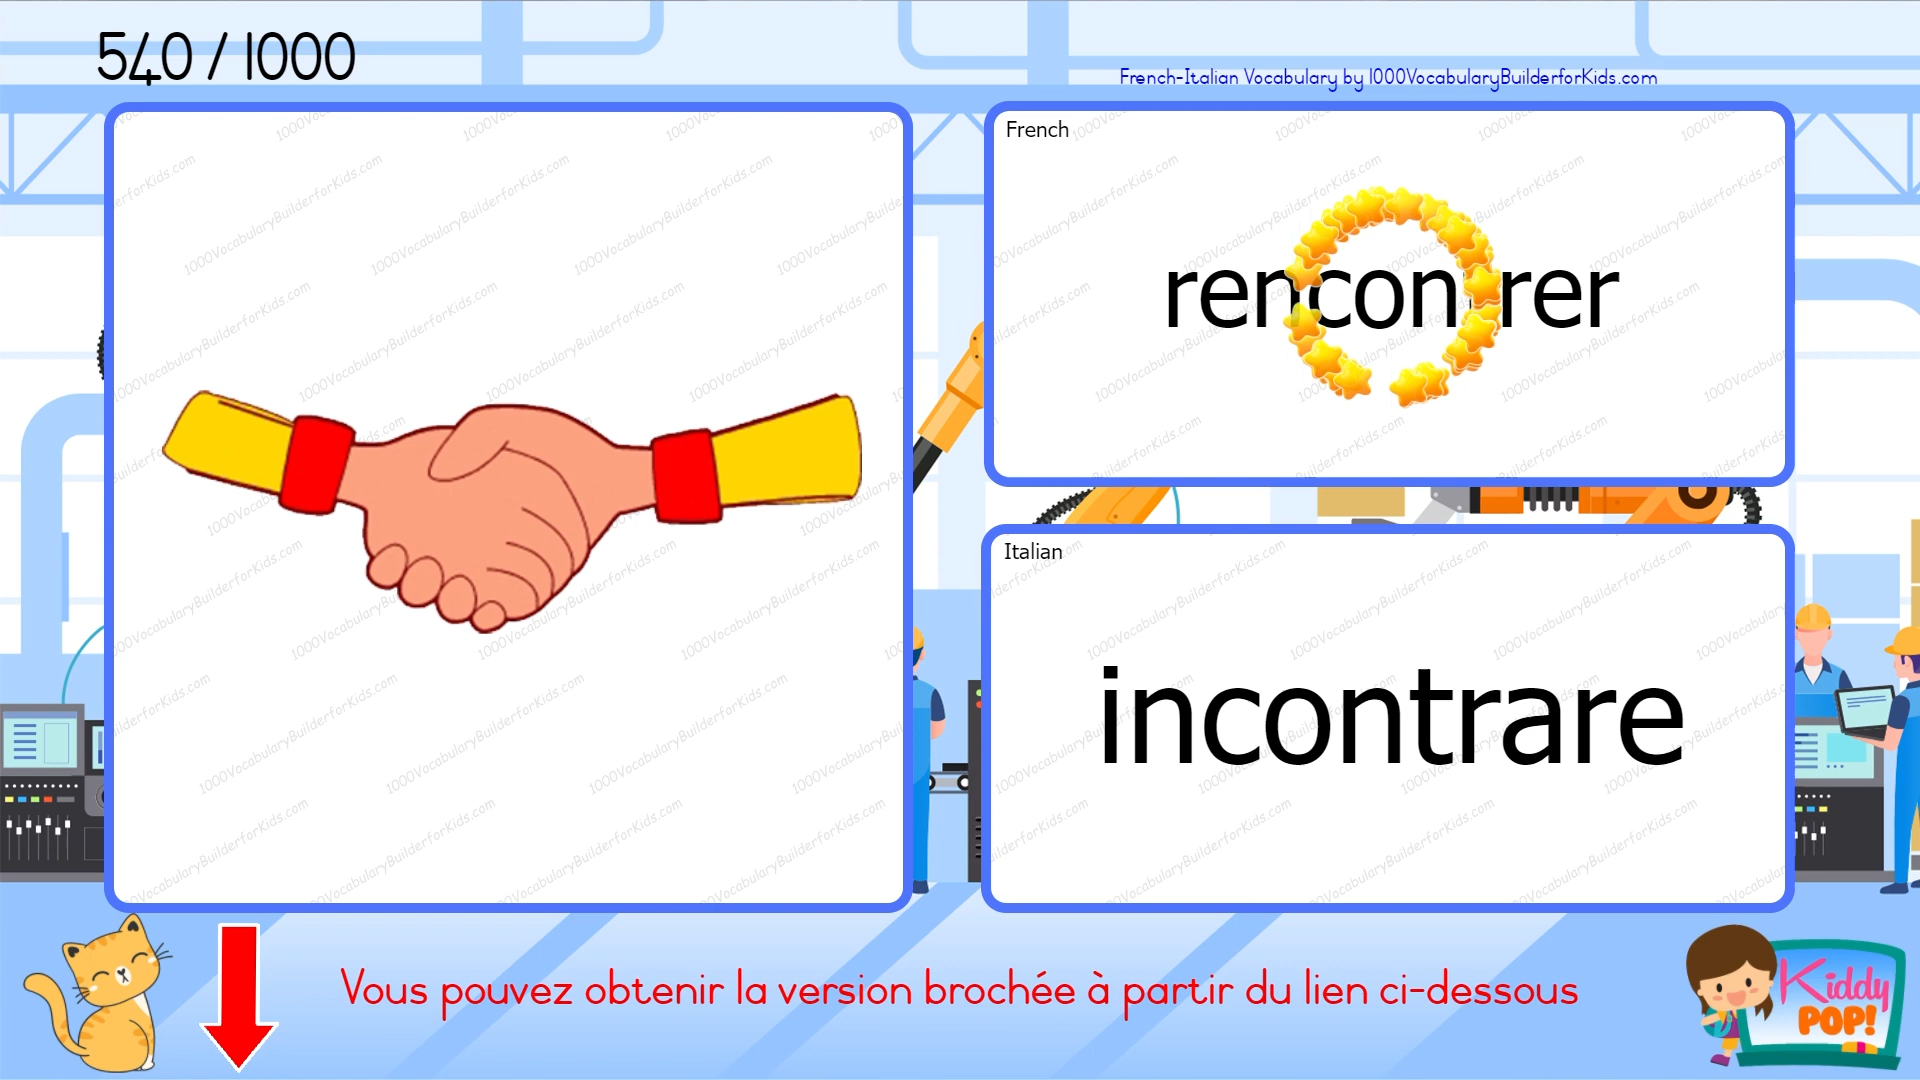 540 / 1000
French-Italian Vocabulary by 1000VocabularyBuilderforKids.com
French
rencontrer
Italian
incontrare
Vous pouvez obtenir la version brochée à partir du lien ci-dessous
Kiddy
POP!